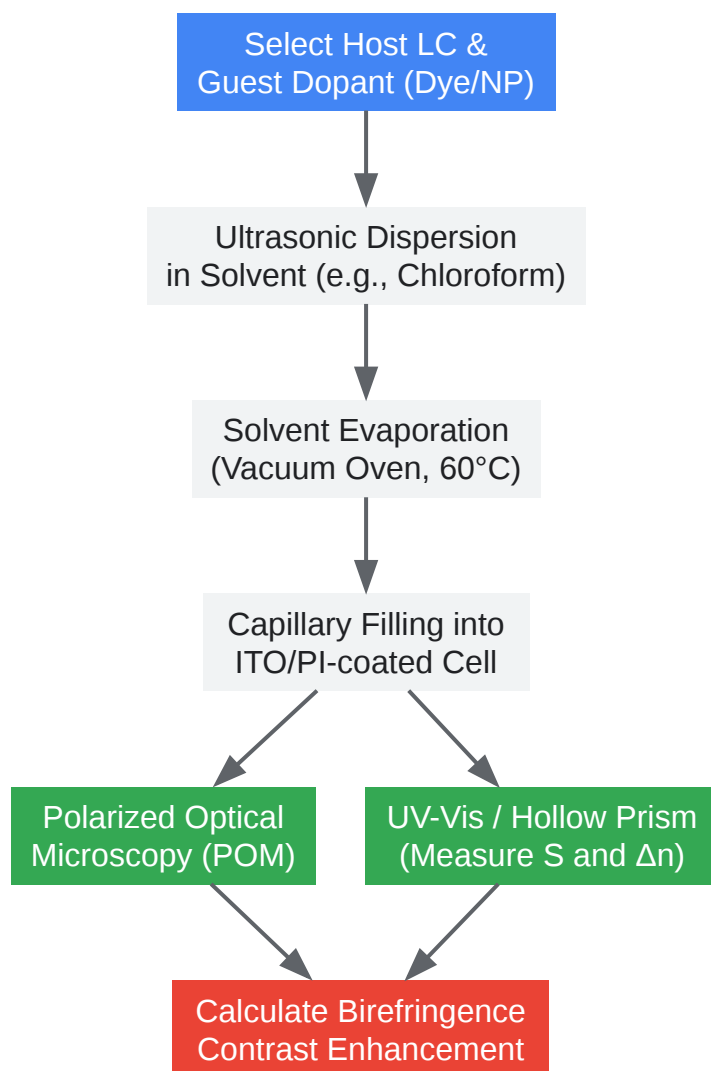 Select Host LC &
Guest Dopant (Dye/NP)
Ultrasonic Dispersion
in Solvent (e.g., Chloroform)
Solvent Evaporation
(Vacuum Oven, 60°C)
Capillary Filling into
ITO/PI-coated Cell
Polarized Optical
Microscopy (POM)
UV-Vis / Hollow Prism
(Measure S and Δn)
Calculate Birefringence
Contrast Enhancement